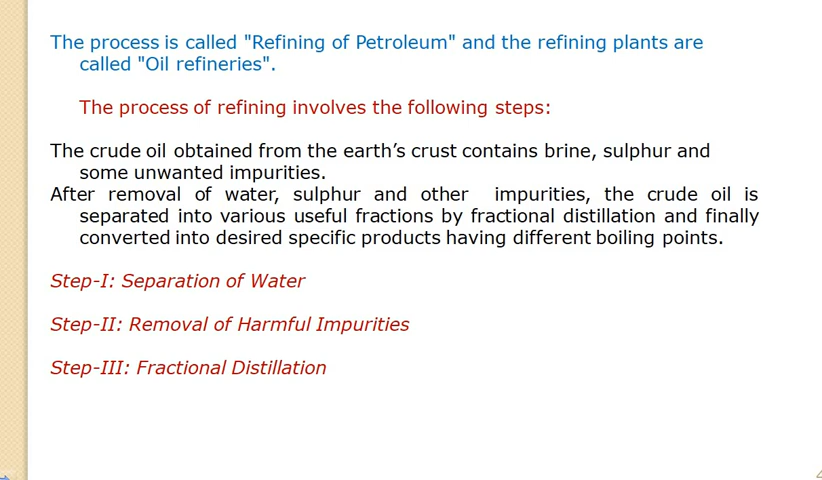 The process is called "Refining of Petroleum" and the refining plants are
called "Oil refineries".
The process of refining involves the following steps:
The crude oil obtained from the earth’s crust contains brine, sulphur and
some unwanted impurities.
After removal of water, sulphur and other impurities, the crude oil is
separated into various useful fractions by fractional distillation and finally
converted into desired specific products having different boiling points.
Step-I: Separation of Water
Step-II: Removal of Harmful Impurities
Step-III: Fractional Distillation